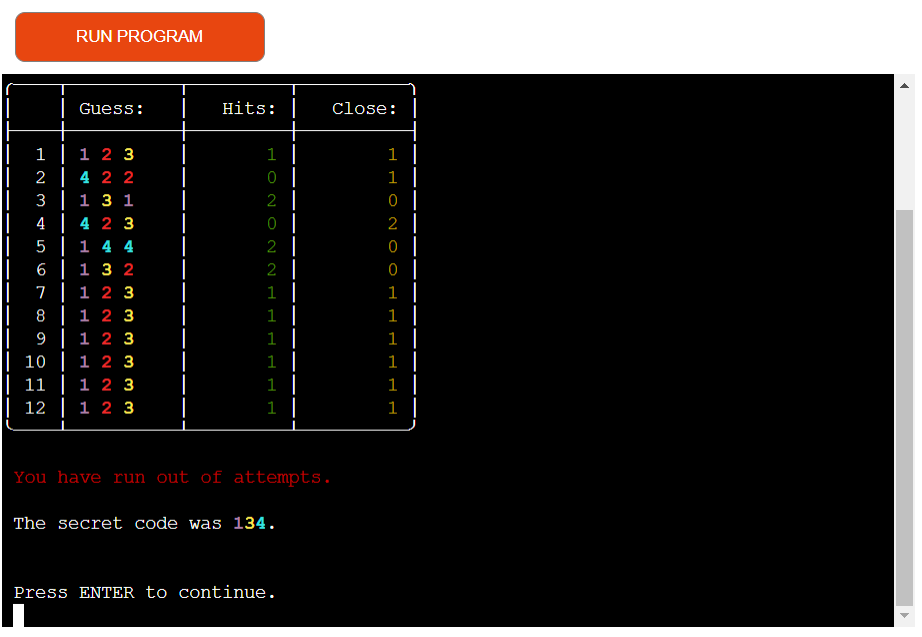 RUN PROGRAM
Guess: Hits: Close:
1 1 2 3 1 1
2 4 2 2 0 1
3 1 3 1 2 0
4 4 2 3 0 2
5 1 4 4 2 0
6 1 3 2 2 0
7 1 2 3 1 1
8 1 2 3 1 1
9 1 2 3 1 1
10 1 2 3 1 1
11 1 2 3 1 1
12 1 2 3 1 1
You have run out of attempts.
The secret code was 134.
Press ENTER to continue.